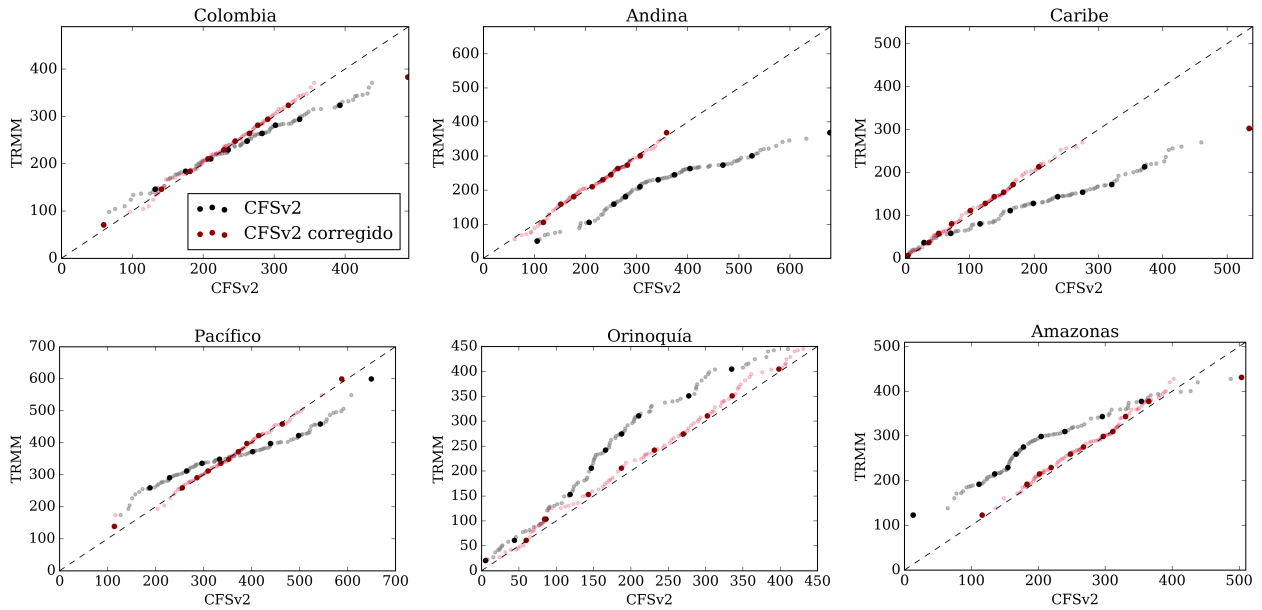 Colombia
TRMM
400
300
200
100
0
0 100 200 300 400
CFSv2
CFSv2
CFSv2 corregido
Andina
TRMM
600
500
400
300
200
100
0
0 100 200 300 400 500 600
CFSv2
Caribe
TRMM
500
400
300
200
100
0
0 100 200 300 400 500
CFSv2
Pacífico
TRMM
700
600
500
400
300
200
100
0
0 100 200 300 400 500 600 700
CFSv2
Orinoquía
TRMM
450
400
350
300
250
200
150
100
50
0
0 50 100 150 200 250 300 350 400 450
CFSv2
Amazonas
TRMM
500
400
300
200
100
0
0 100 200 300 400 500
CFSv2